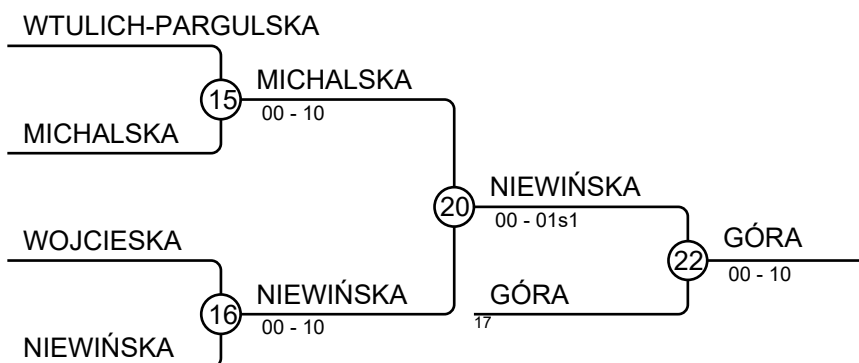 WTULICH-PARGULSKA
15
MICHALSKA
00 - 10
MICHALSKA
20
NIEWIŃSKA
00 - 01s1
WOJCIESKA
22
GÓRA
00 - 10
16
NIEWIŃSKA
00 - 10
GÓRA
17
NIEWIŃSKA